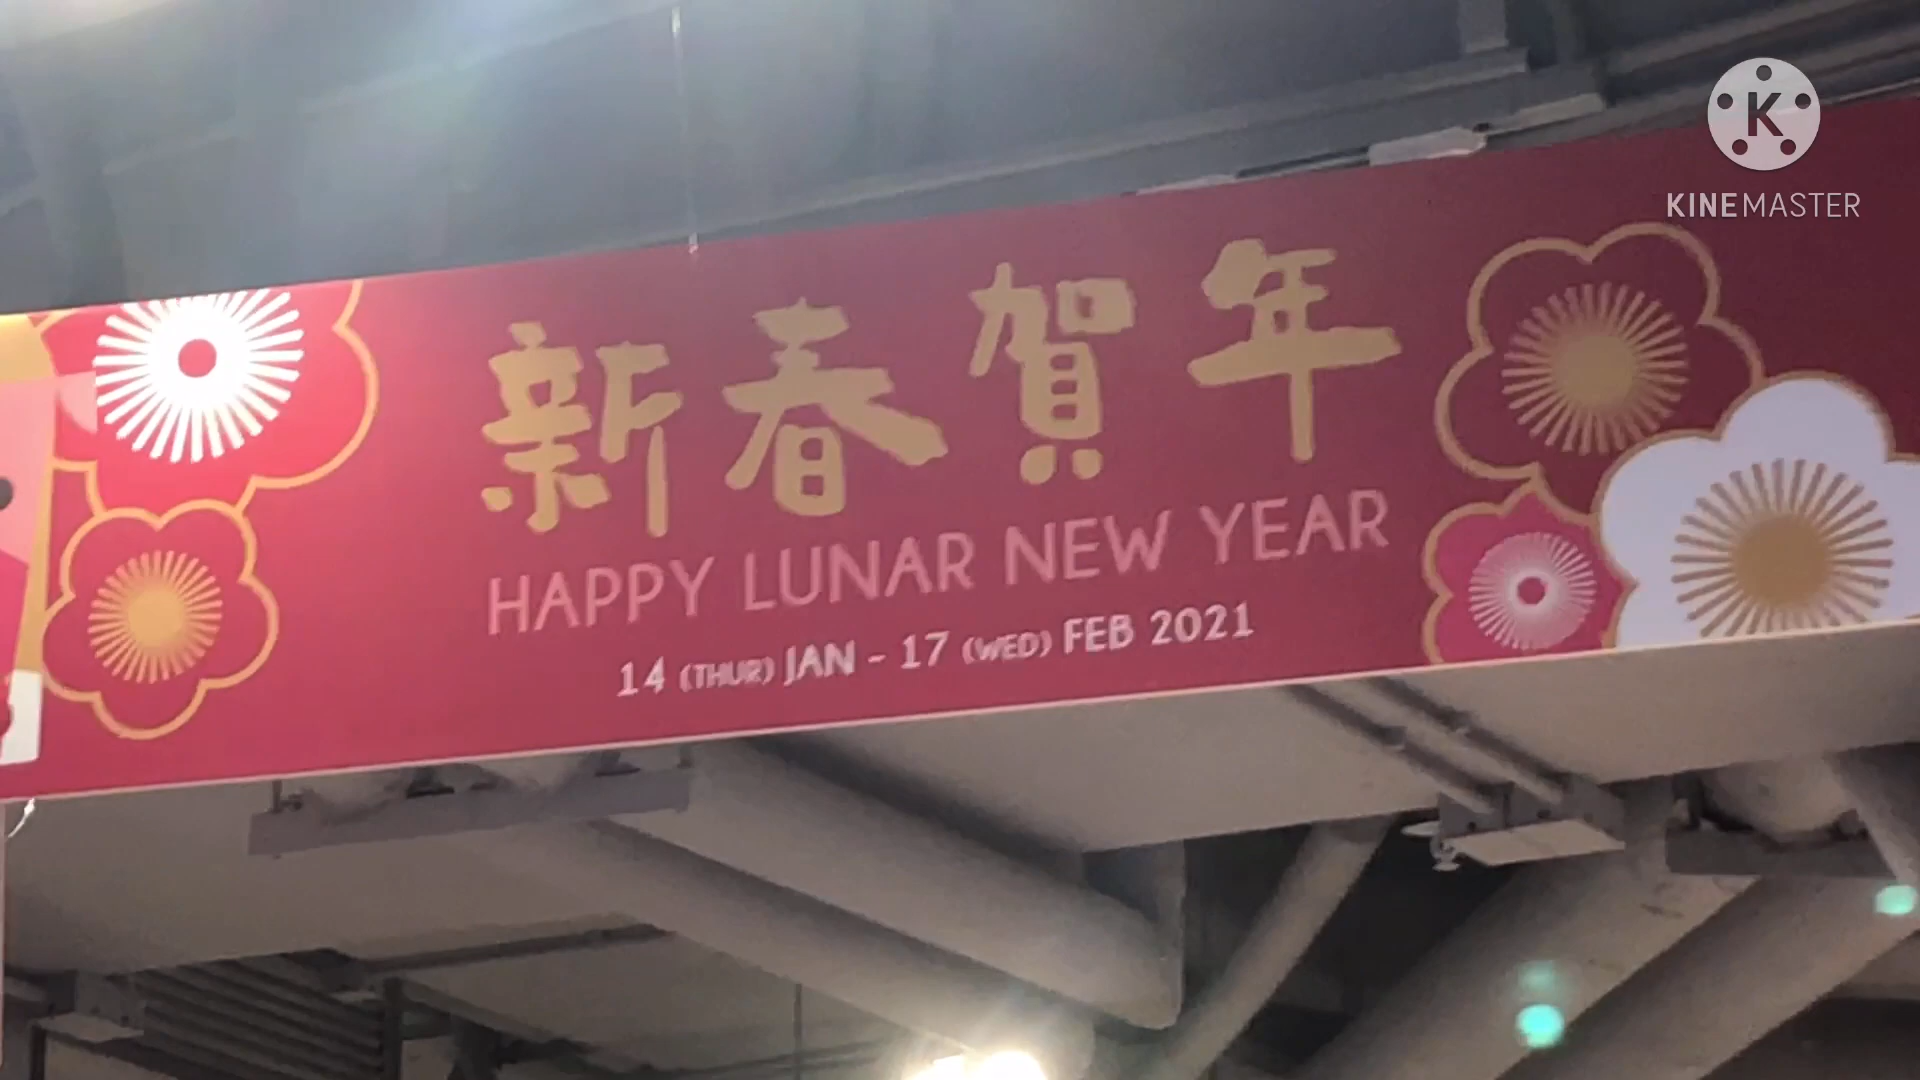 K
KINEMASTER
新春賀年
HAPPY LUNAR NEW YEAR
14 (THUR) JAN - 17 (WED) FEB 2021